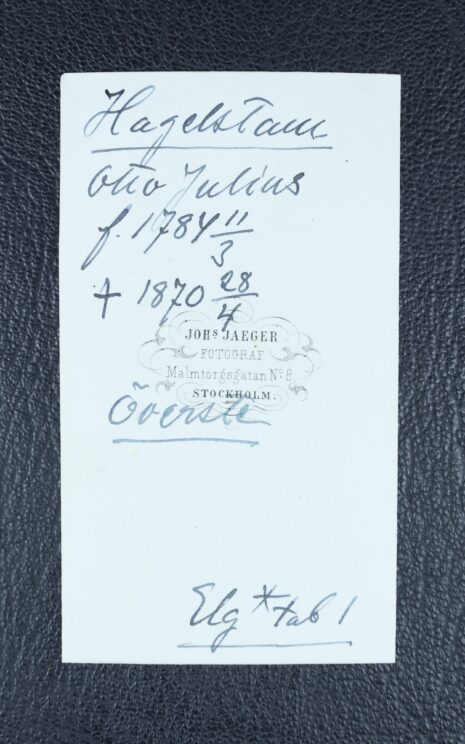 Hagelstam
Otto Julius
f. 1784 11/3
† 1870 28/4
JOHS JAEGER
FOTOGRAF
Malmtorgsgatan No 8
STOCKHOLM.
Överste
Elg * tab 1